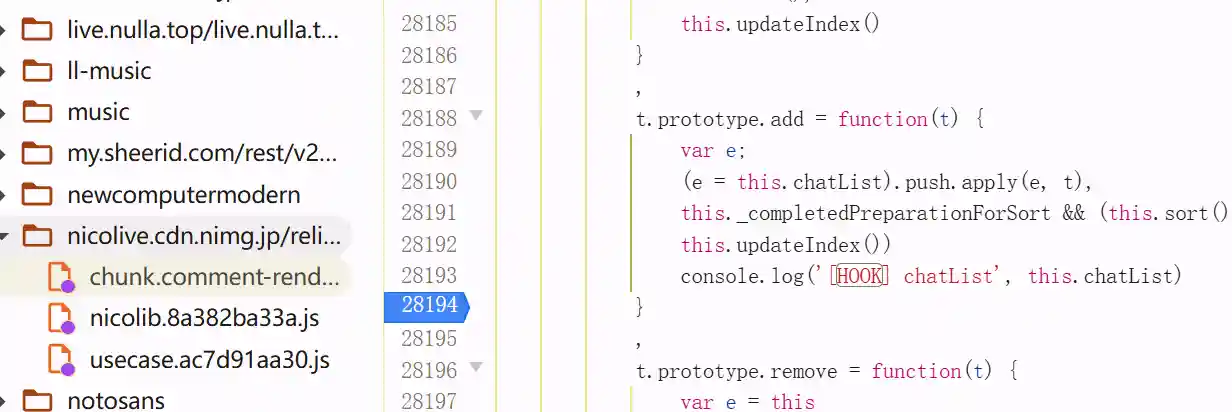 live.nulla.top/live.nulla.t...
ll-music
music
my.sheerid.com/rest/v2...
newcomputermodern
nicolive.cdn.nimg.jp/reli...
chunk.comment-rend...
nicolib.8a382ba33a.js
usecase.ac7d91aa30.js
notosans
28185 this.updateIndex()
28186 }
28187 ,
28188 t.prototype.add = function(t) {
28189 var e;
28190 (e = this.chatList).push.apply(e, t),
28191 this._completedPreparationForSort && (this.sort()
28192 this.updateIndex())
28193 console.log('[HOOK] chatList', this.chatList)
28194 }
28195 ,
28196 t.prototype.remove = function(t) {
28197 var e = this